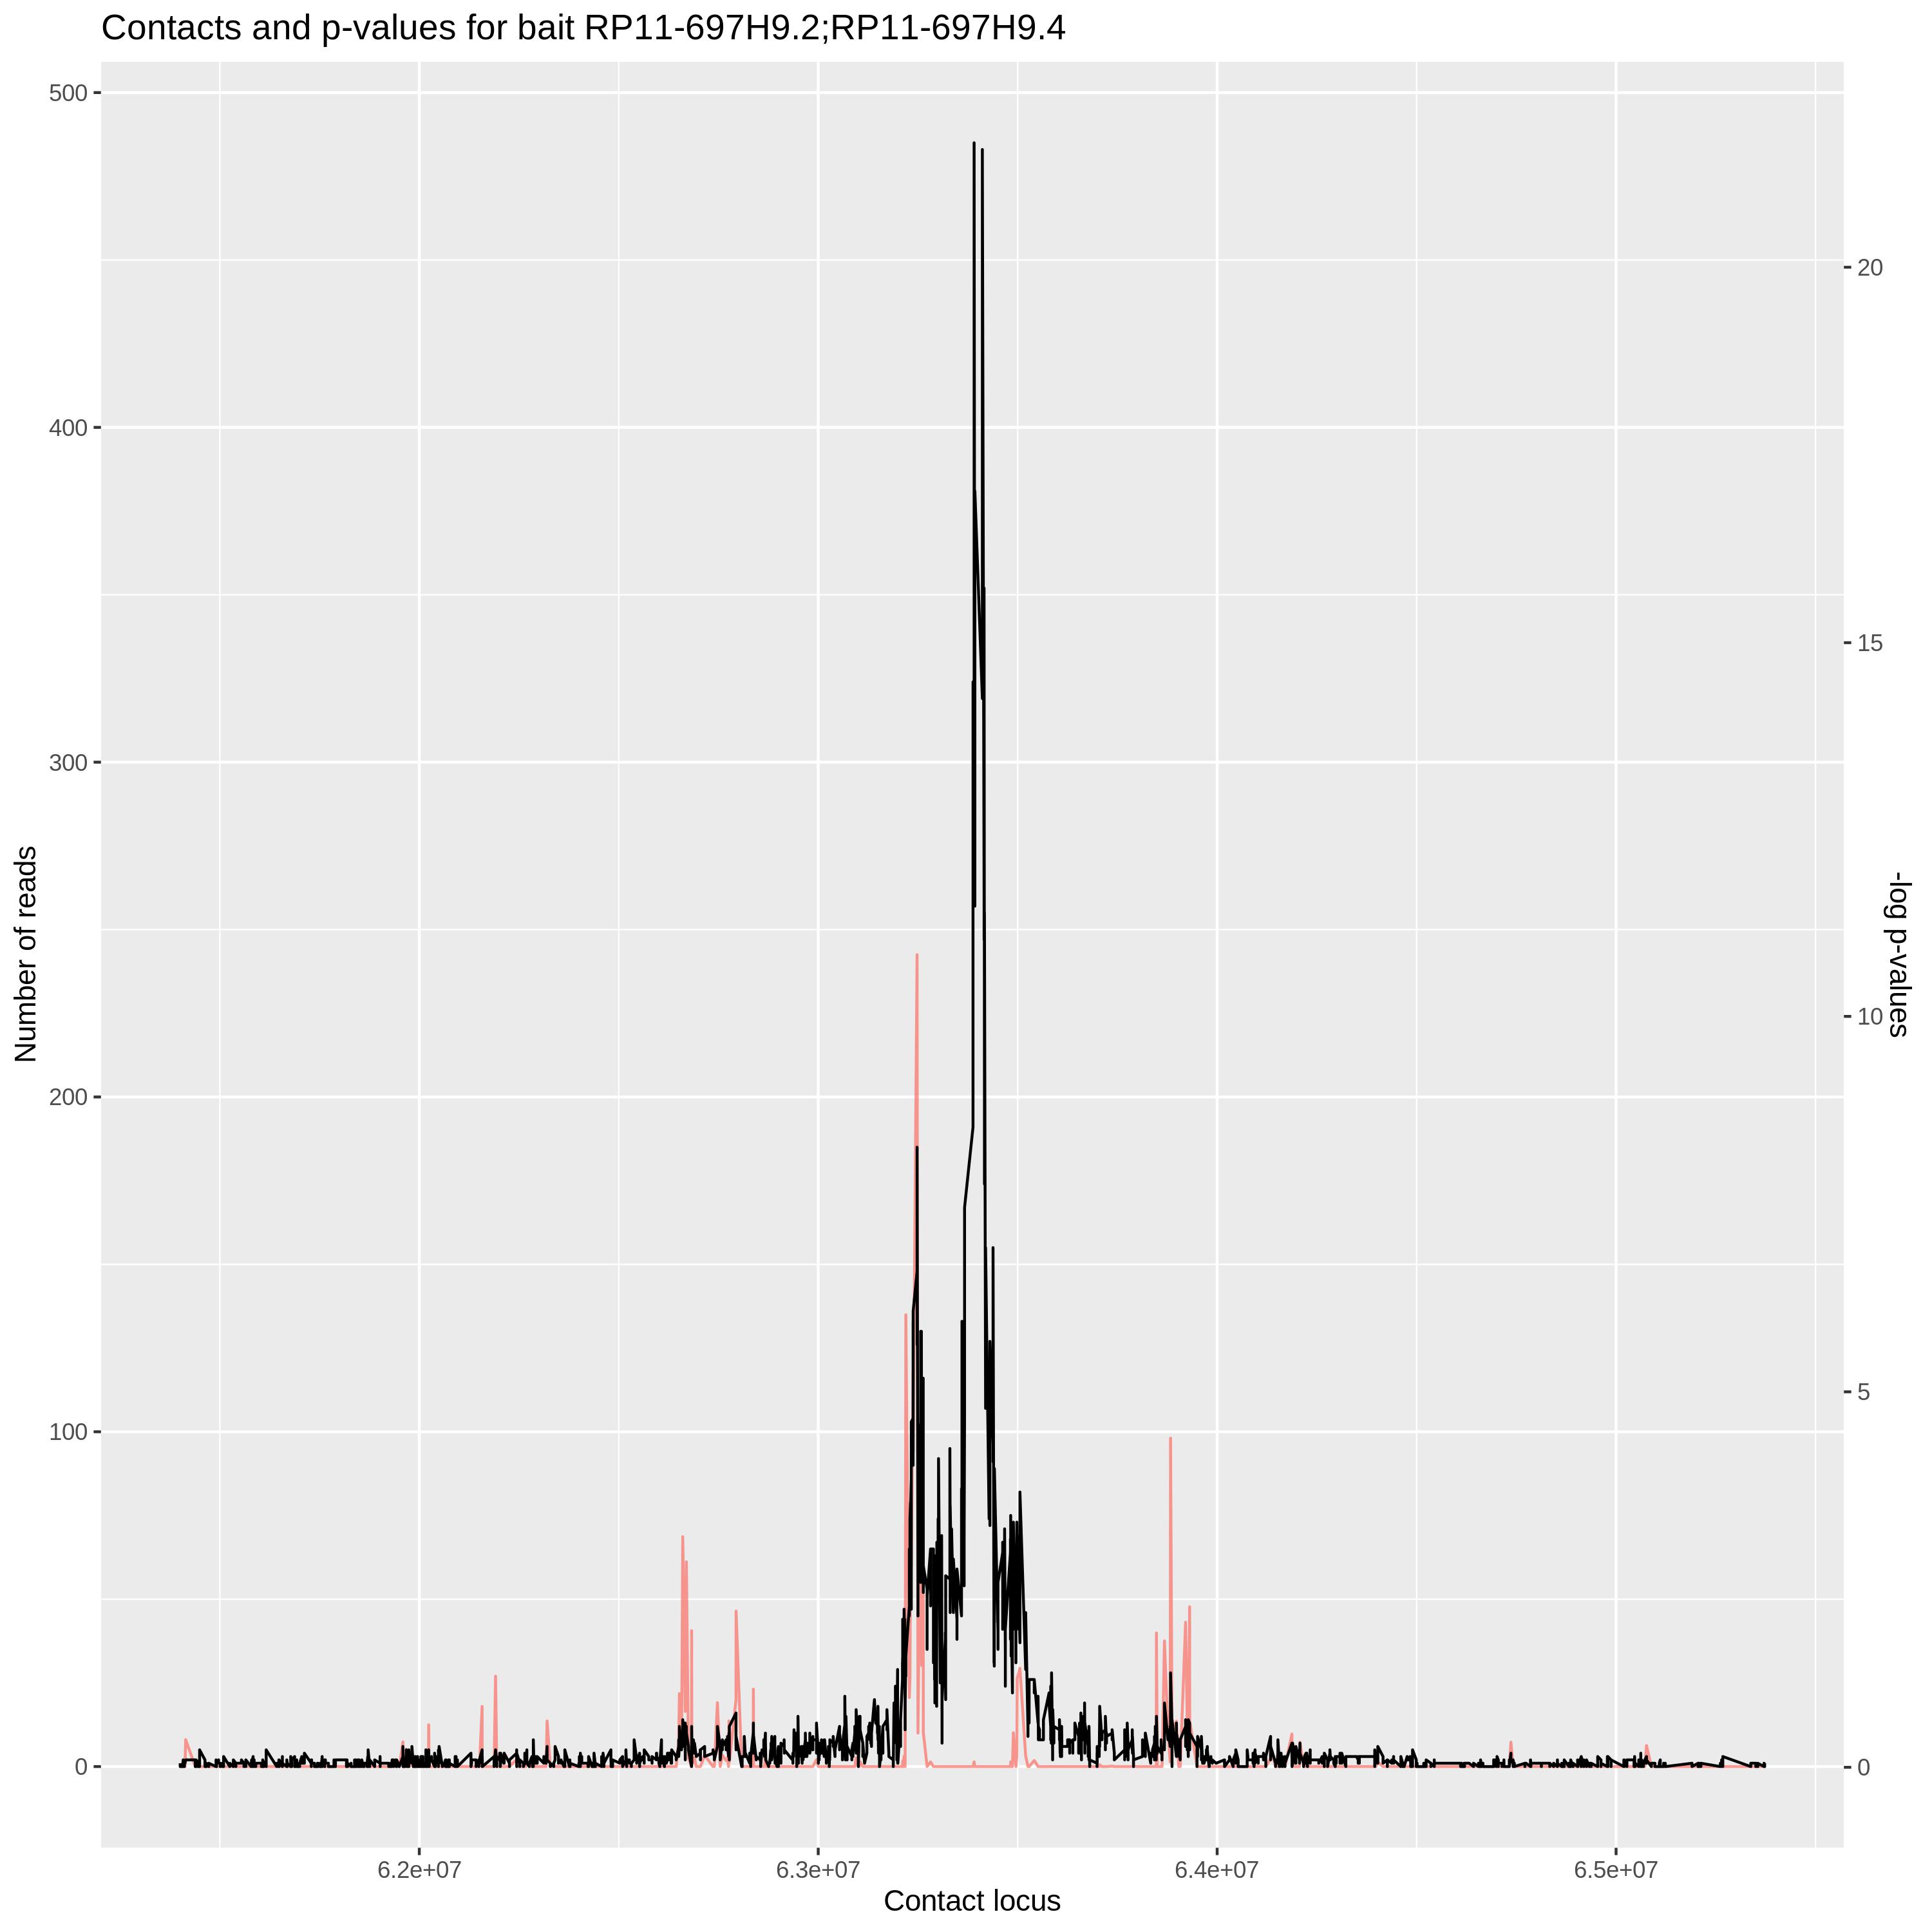 Contacts and p-values for bait RP11-697H9.2;RP11-697H9.4
500
400
300
200
100
0
Number of reads
20
15
10
5
0
-log p-values
6.2e+07
6.3e+07
6.4e+07
6.5e+07
Contact locus